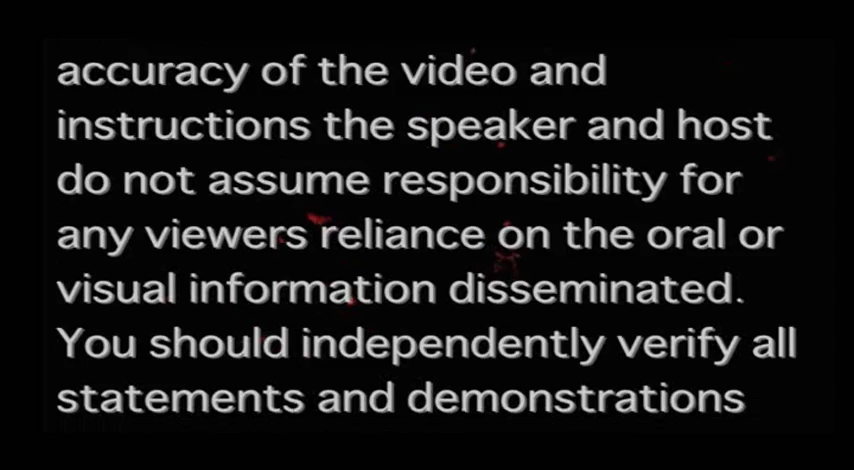 accuracy of the video and
instructions the speaker and host
do not assume responsibility for
any viewers reliance on the oral or
visual information disseminated.
You should independently verify all
statements and demonstrations